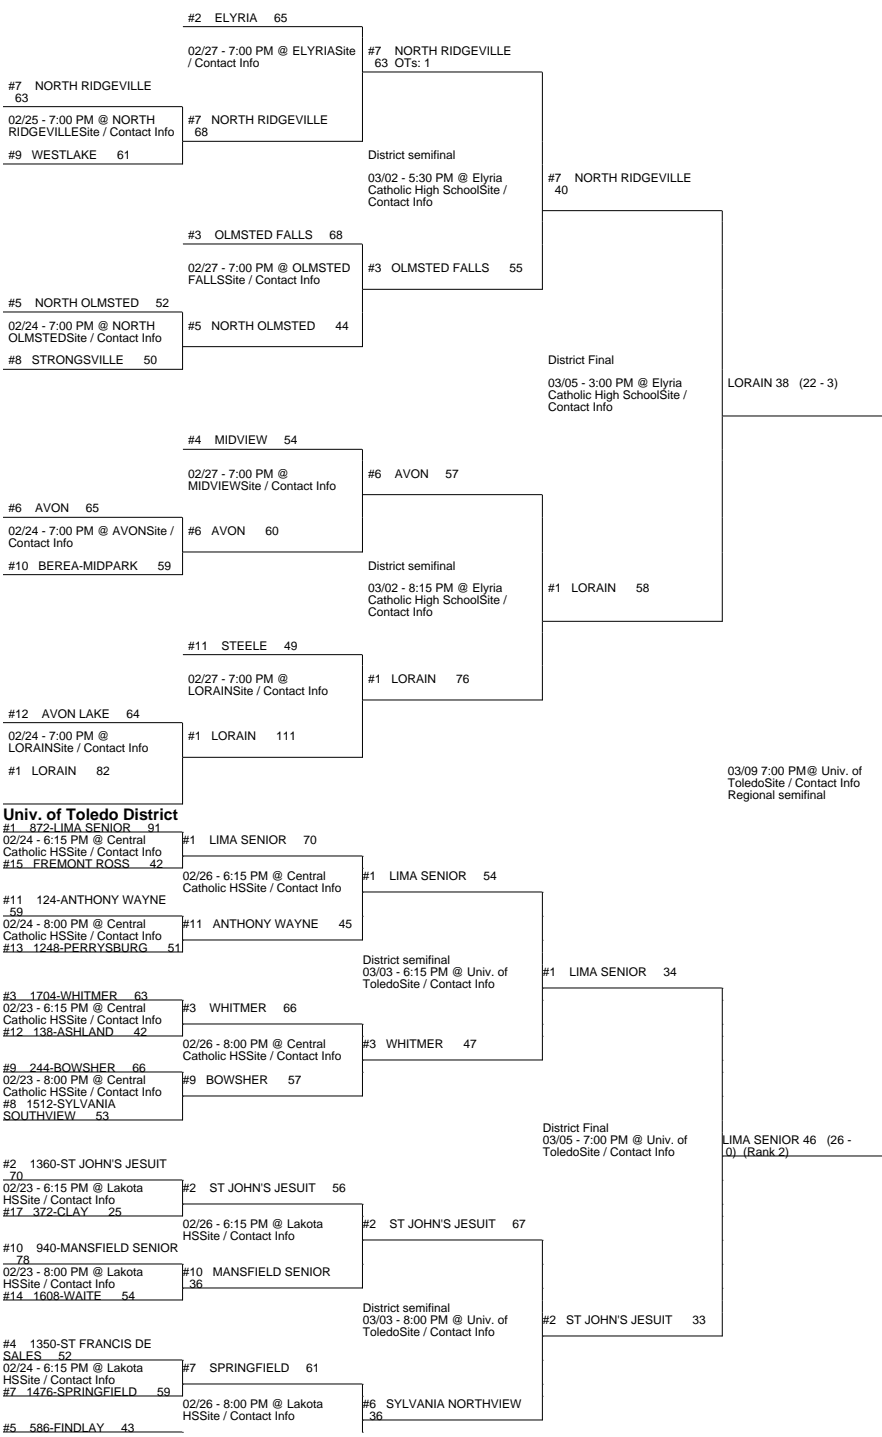 #2 ELYRIA 65
02/27 - 7:00 PM @ ELYRIASite
/ Contact Info
#7 NORTH RIDGEVILLE
63 OTs: 1
#7 NORTH RIDGEVILLE
63
02/25 - 7:00 PM @ NORTH
RIDGEVILLESite / Contact Info
#7 NORTH RIDGEVILLE
68
#9 WESTLAKE 61
District semifinal
03/02 - 5:30 PM @ Elyria
Catholic High SchoolSite /
Contact Info
#7 NORTH RIDGEVILLE
40
#3 OLMSTED FALLS 68
02/27 - 7:00 PM @ OLMSTED
FALLSSite / Contact Info
#3 OLMSTED FALLS 55
#5 NORTH OLMSTED 52
02/24 - 7:00 PM @ NORTH
OLMSTEDSite / Contact Info
#5 NORTH OLMSTED 44
#8 STRONGSVILLE 50
District Final
03/05 - 3:00 PM @ Elyria
Catholic High SchoolSite /
Contact Info
LORAIN 38 (22 - 3)
#4 MIDVIEW 54
02/27 - 7:00 PM @
MIDVIEWSite / Contact Info
#6 AVON 57
#6 AVON 65
02/24 - 7:00 PM @ AVONSite /
Contact Info
#6 AVON 60
#10 BEREA-MIDPARK 59
District semifinal
03/02 - 8:15 PM @ Elyria
Catholic High SchoolSite /
Contact Info
#1 LORAIN 58
#11 STEELE 49
02/27 - 7:00 PM @
LORAINSite / Contact Info
#1 LORAIN 76
#12 AVON LAKE 64
02/24 - 7:00 PM @
LORAINSite / Contact Info
#1 LORAIN 111
#1 LORAIN 82
03/09 7:00 PM@ Univ. of
ToledoSite / Contact Info
Regional semifinal
Univ. of Toledo District
#1 872-LIMA SENIOR 91
02/24 - 6:15 PM @ Central
Catholic HSSite / Contact Info
#1 LIMA SENIOR 70
#15 FREMONT ROSS 42
02/26 - 6:15 PM @ Central
Catholic HSSite / Contact Info
#1 LIMA SENIOR 54
#11 124-ANTHONY WAYNE
59
02/24 - 8:00 PM @ Central
Catholic HSSite / Contact Info
#11 ANTHONY WAYNE 45
#13 1248-PERRYSBURG 51
District semifinal
03/03 - 6:15 PM @ Univ. of
ToledoSite / Contact Info
#1 LIMA SENIOR 34
#3 1704-WHITMER 63
02/23 - 6:15 PM @ Central
Catholic HSSite / Contact Info
#3 WHITMER 66
#12 138-ASHLAND 42
02/26 - 8:00 PM @ Central
Catholic HSSite / Contact Info
#3 WHITMER 47
#9 244-BOWSHER 66
02/23 - 8:00 PM @ Central
Catholic HSSite / Contact Info
#9 BOWSHER 57
#8 1512-SYLVANIA
SOUTHVIEW 53
District Final
03/05 - 7:00 PM @ Univ. of
ToledoSite / Contact Info
LIMA SENIOR 46 (26 -
0) (Rank 2)
#2 1360-ST JOHN'S JESUIT
70
02/23 - 6:15 PM @ Lakota
HSSite / Contact Info
#2 ST JOHN'S JESUIT 56
#17 372-CLAY 25
02/26 - 6:15 PM @ Lakota
HSSite / Contact Info
#2 ST JOHN'S JESUIT 67
#10 940-MANSFIELD SENIOR
78
02/23 - 8:00 PM @ Lakota
HSSite / Contact Info
#10 MANSFIELD SENIOR
36
#14 1608-WAITE 54
District semifinal
03/03 - 8:00 PM @ Univ. of
ToledoSite / Contact Info
#2 ST JOHN'S JESUIT 33
#4 1350-ST FRANCIS DE
SALES 52
02/24 - 6:15 PM @ Lakota
HSSite / Contact Info
#7 SPRINGFIELD 61
#7 1476-SPRINGFIELD 59
02/26 - 8:00 PM @ Lakota
HSSite / Contact Info
#6 SYLVANIA NORTHVIEW
36
#5 586-FINDLAY 43